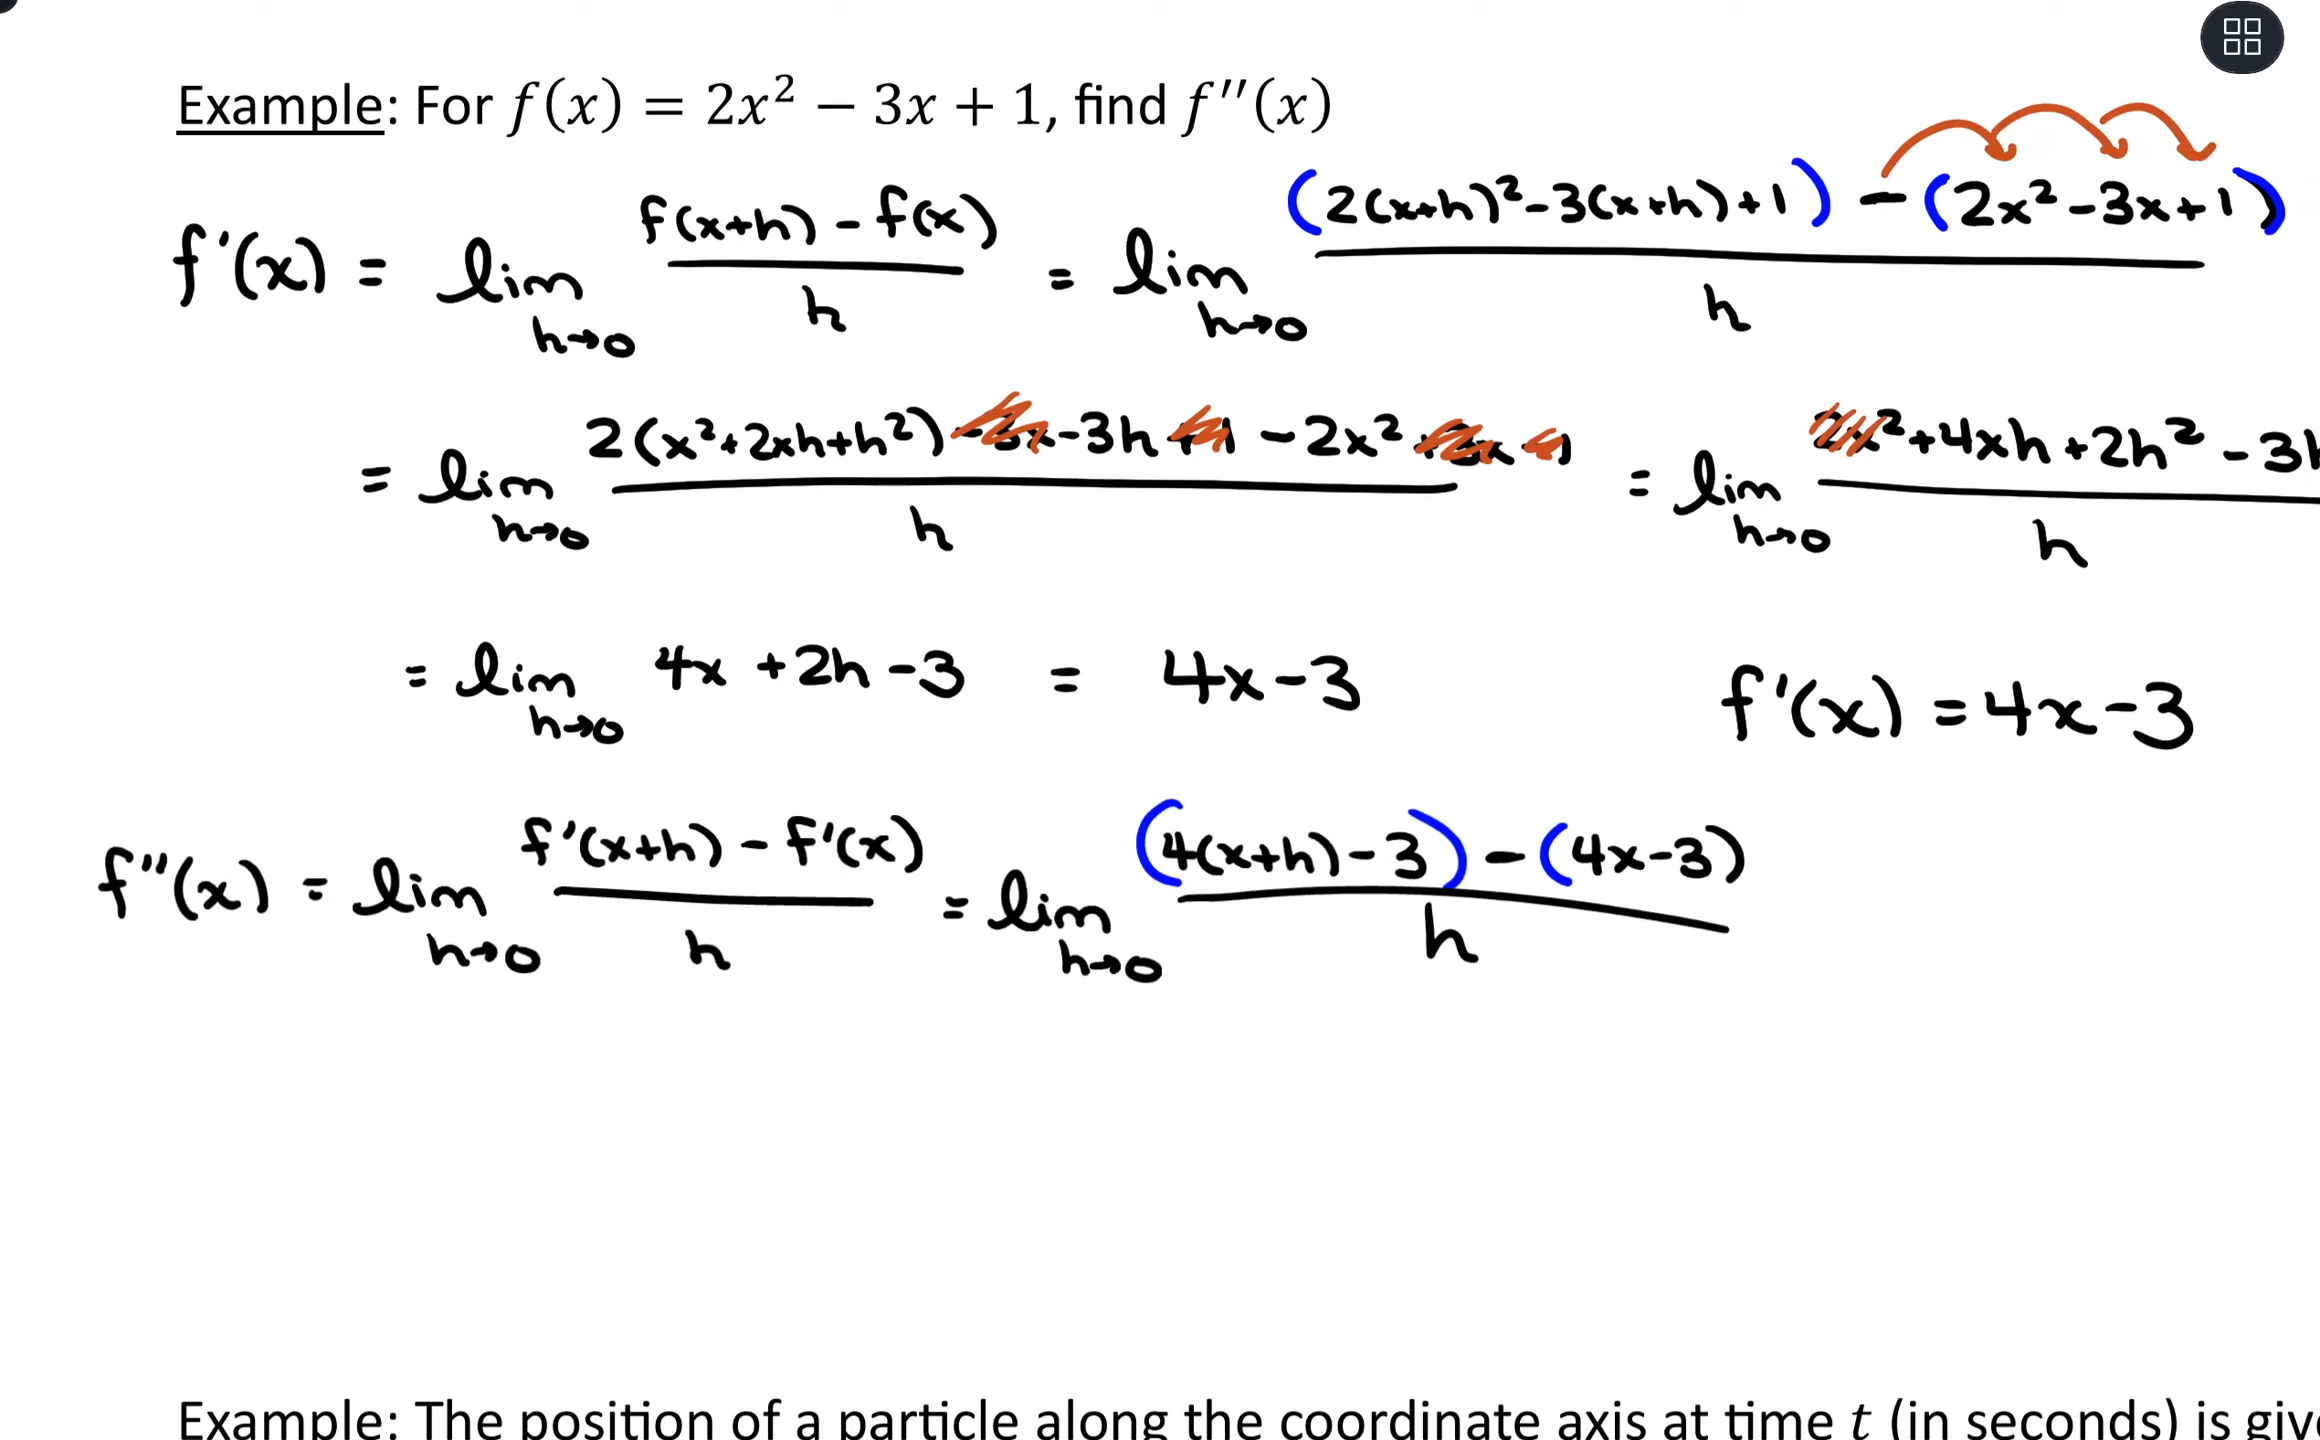 Example: For f(x) = 2x² − 3x + 1, find f″(x)
f'(x) = lim h→0 (f(x+h) - f(x))/h = lim h→0 ((2(x+h)²-3(x+h)+1) - (2x²-3x+1))/h
= lim h→0 (2(x²+2xh+h²) -3x -3h +1 -2x² +3x -1)/h = lim h→0 (2x²+4xh+2h² -3h)/h
= lim h→0 4x +2h -3 = 4x-3 f'(x) = 4x-3
f"(x) = lim h→0 (f'(x+h) - f'(x))/h = lim h→0 ((4(x+h)-3) - (4x-3))/h
Example: The position of a particle along the coordinate axis at time t (in seconds) is